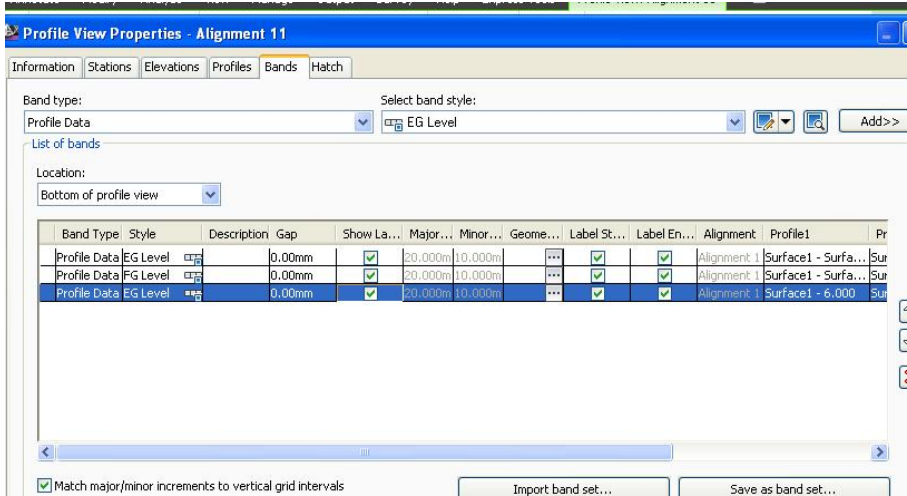 Profile View Properties - Alignment 11
Information Stations Elevations Profiles Bands Hatch
Band type: Select band style:
Profile Data EG Level Add>>
List of bands
Location:
Bottom of profile view
Band Type Style Description Gap Show La... Major... Minor... Geome... Label St... Label En... Alignment Profile1 Pr
Profile Data EG Level 0.00mm 20.000m 10.000m ... Alignment 1 Surface1 - Surfa... Sur
Profile Data FG Level 0.00mm 20.000m 10.000m ... Alignment 1 Surface1 - Surfa... Sur
Profile Data EG Level 0.00mm 20.000m 10.000m ... Alignment 1 Surface1 - 6.000 Sur
Match major/minor increments to vertical grid intervals
Import band set... Save as band set...